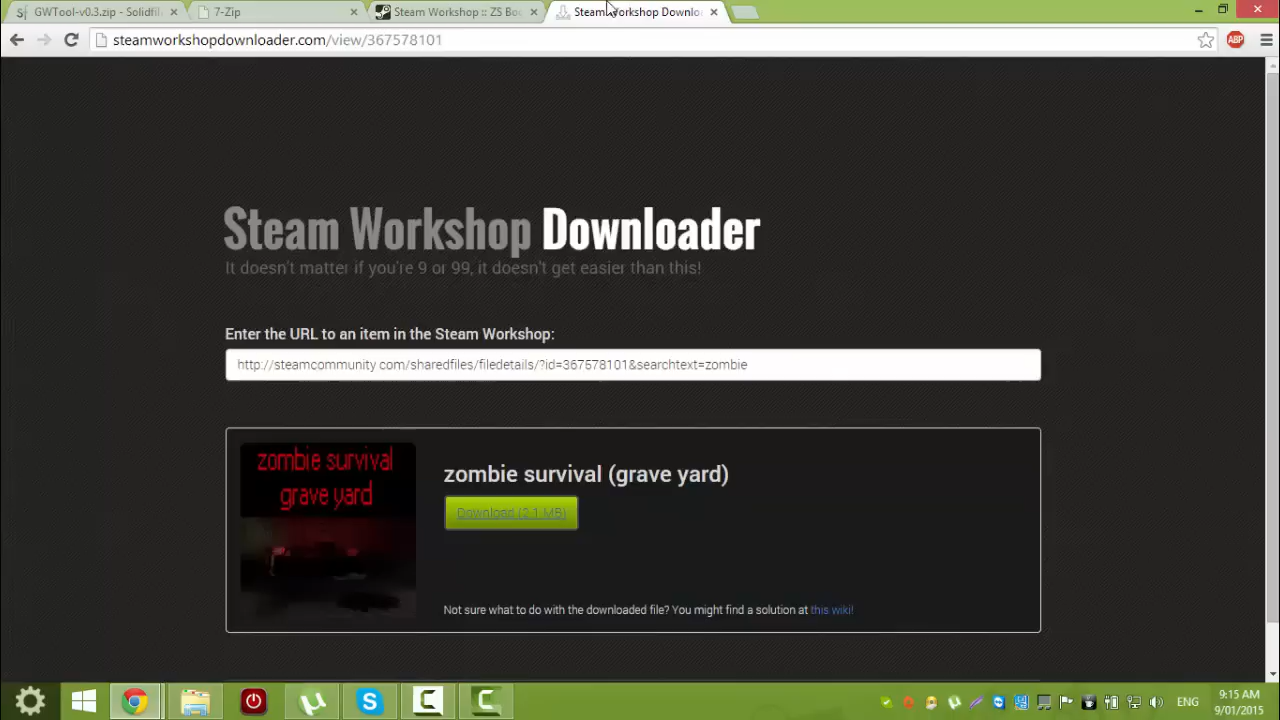 GWTool-v0.3.zip - Solidfil
7-Zip
Steam Workshop :: ZS Bo
Steam Workshop Downlo
steamworkshopdownloader.com/view/367578101
ABP
Steam Workshop Downloader
It doesn't matter if you're 9 or 99, it doesn't get easier than this!
Enter the URL to an item in the Steam Workshop:
http://steamcommunity.com/sharedfiles/filedetails/?id=367578101&searchtext=zombie
zombie survival
grave yard
zombie survival (grave yard)
Download (2.1 MB)
Not sure what to do with the downloaded file? You might find a solution at this wiki!
ENG
9:15 AM
9/01/2015